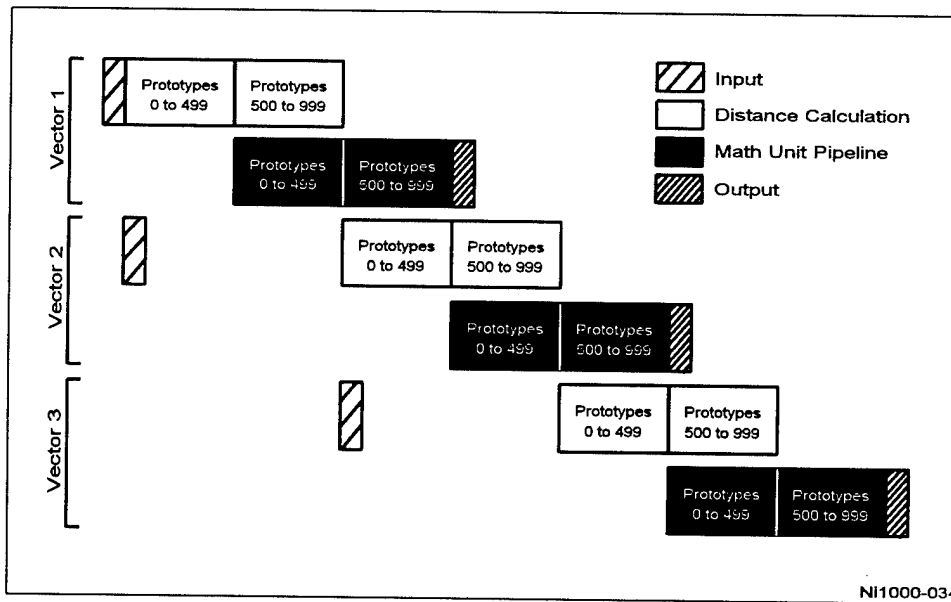 Vector 1
Prototypes
0 to 499
Prototypes
500 to 999
Prototypes
0 to 499
Prototypes
500 to 999
Input
Distance Calculation
Math Unit Pipeline
Output
Vector 2
Prototypes
0 to 499
Prototypes
500 to 999
Prototypes
0 to 499
Prototypes
500 to 999
Vector 3
Prototypes
0 to 499
Prototypes
500 to 999
Prototypes
0 to 499
Prototypes
500 to 999